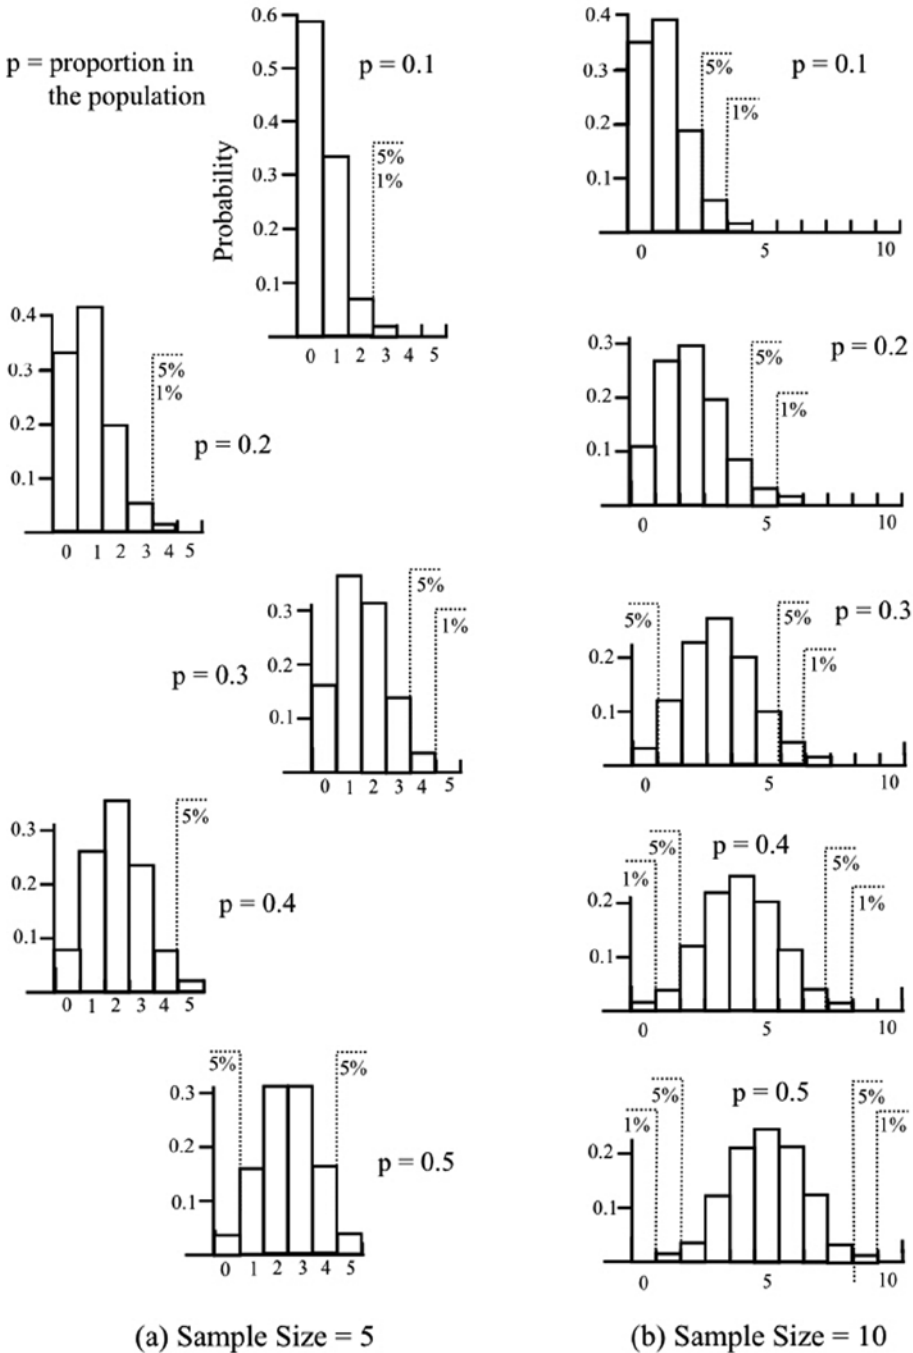 p = proportion in
the population
Probability
0.6
0.5
0.4
0.3
0.2
0.1
p = 0.1
5%
1%
0 1 2 3 4 5
0.4
0.3
0.2
0.1
5%
1%
p = 0.2
0 1 2 3 4 5
0.3
0.2
0.1
p = 0.3
5%
1%
0 1 2 3 4 5
0.3
0.2
0.1
5%
p = 0.4
0 1 2 3 4 5
0.3
0.2
0.1
5%
5%
p = 0.5
0 1 2 3 4 5
(a) Sample Size = 5
0.4
0.3
0.2
0.1
5%
1%
p = 0.1
0 5 10
0.3
0.2
0.1
5%
1%
p = 0.2
0 5 10
0.2
0.1
5%
5%
1%
p = 0.3
0 5 10
0.2
0.1
1%
5%
p = 0.4
5%
1%
0 5 10
0.2
0.1
1%
5%
p = 0.5
5%
1%
0 5 10
(b) Sample Size = 10